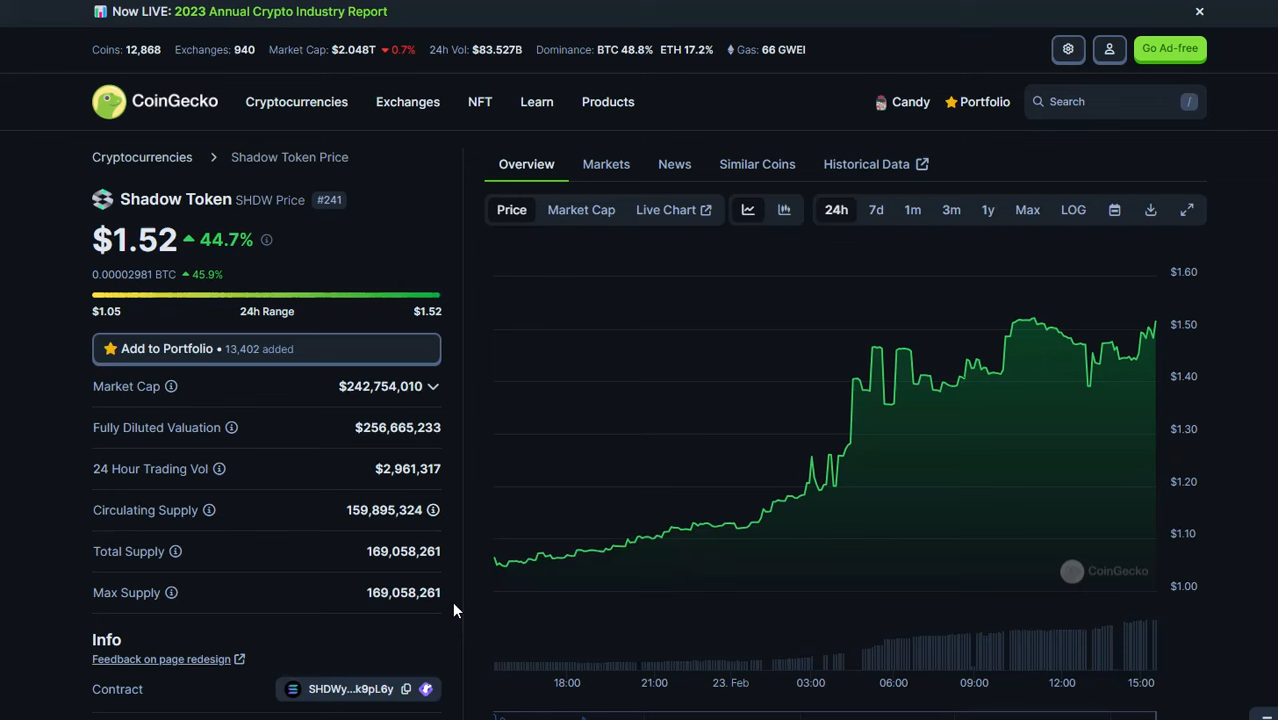 Now LIVE: 2023 Annual Crypto Industry Report
Coins: 12,868 Exchanges: 940 Market Cap: $2.048T 0.7% 24h Vol: $83.527B Dominance: BTC 48.8% ETH 17.2% Gas: 66 GWEI
Go Ad-free
CoinGecko Cryptocurrencies Exchanges NFT Learn Products Candy Portfolio Search /
Cryptocurrencies > Shadow Token Price
Shadow Token SHDW Price #241
$1.52 44.7%
0.00002981 BTC 45.9%
$1.05 24h Range $1.52
Add to Portfolio • 13,402 added
Market Cap $242,754,010
Fully Diluted Valuation $256,665,233
24 Hour Trading Vol $2,961,317
Circulating Supply 159,895,324
Total Supply 169,058,261
Max Supply 169,058,261
Info
Feedback on page redesign
Contract SHDWy...k9pL6y
Overview Markets News Similar Coins Historical Data
Price Market Cap Live Chart 24h 7d 1m 3m 1y Max LOG
$1.60
$1.50
$1.40
$1.30
$1.20
$1.10
$1.00
CoinGecko
18:00 21:00 23. Feb 03:00 06:00 09:00 12:00 15:00